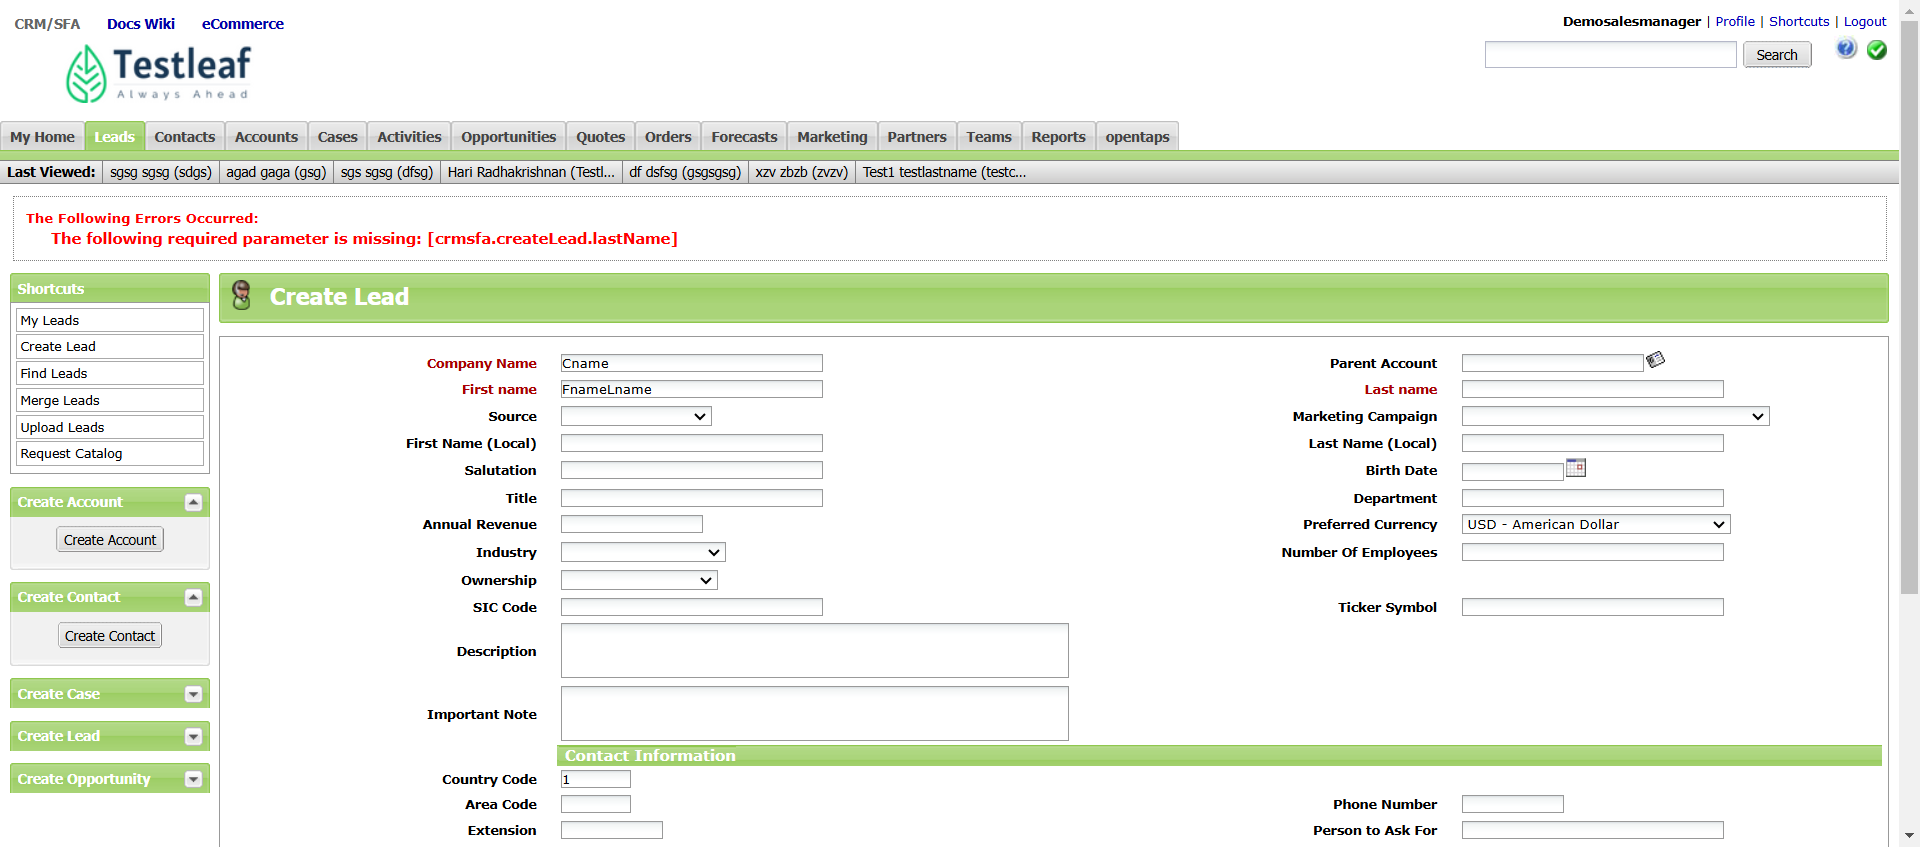 CRM/SFA Docs Wiki eCommerce
Demosalesmanager | Profile | Shortcuts | Logout
Testleaf
Always Ahead
Search
My Home Leads Contacts Accounts Cases Activities Opportunities Quotes Orders Forecasts Marketing Partners Teams Reports opentaps
Last Viewed: sgsg sgsg (sdgs) agad gaga (gsg) sgs sgsg (dfsg) Hari Radhakrishnan (Testl... df dsfsg (gsgsgsg) xzv zbzb (zvzv) Test1 testlastname (testc...
The Following Errors Occurred:
The following required parameter is missing: [crmsfa.createLead.lastName]
Shortcuts
My Leads
Create Lead
Find Leads
Merge Leads
Upload Leads
Request Catalog
Create Account
Create Account
Create Contact
Create Contact
Create Case
Create Lead
Create Opportunity
Create Lead
Company Name Cname Parent Account
First name FnameLname Last name
Source Marketing Campaign
First Name (Local) Last Name (Local)
Salutation Birth Date
Title Department
Annual Revenue Preferred Currency USD - American Dollar
Industry Number Of Employees
Ownership
SIC Code Ticker Symbol
Description
Important Note
Contact Information
Country Code 1
Area Code Phone Number
Extension Person to Ask For